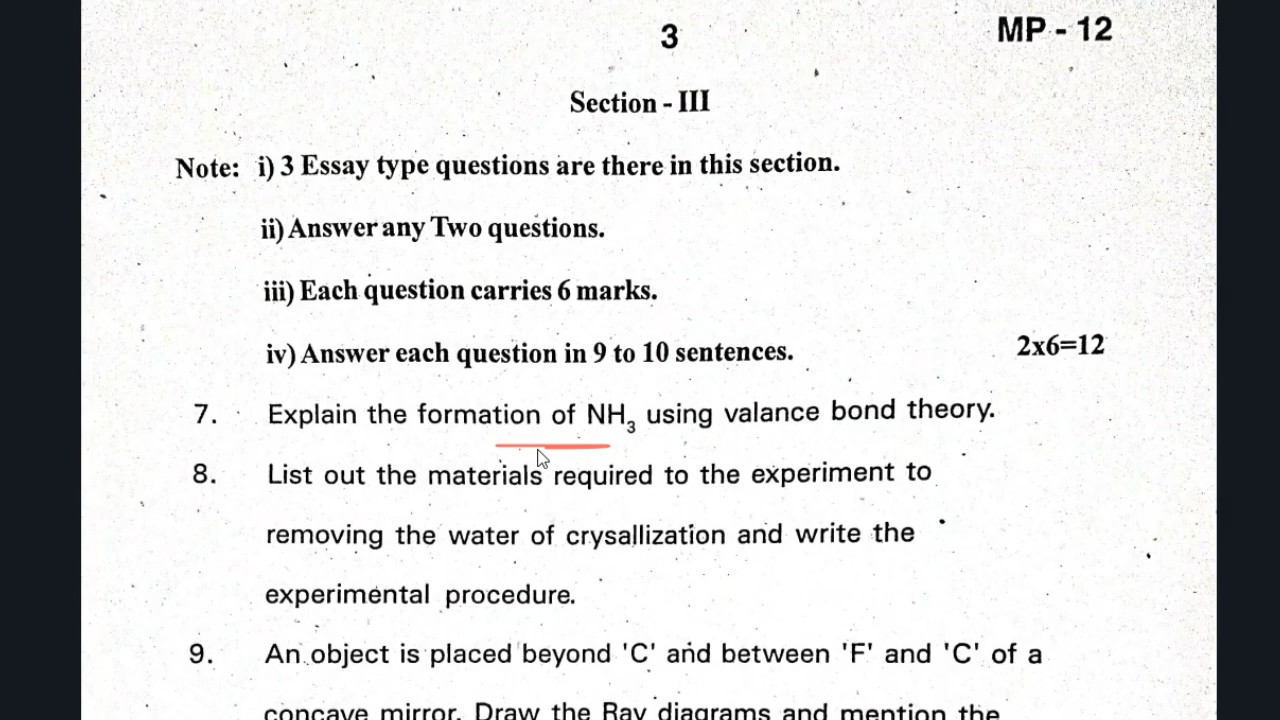 3
MP - 12
Section - III
Note: i) 3 Essay type questions are there in this section.
ii) Answer any Two questions.
iii) Each question carries 6 marks.
iv) Answer each question in 9 to 10 sentences. 2x6=12
7. Explain the formation of NH3 using valance bond theory.
8. List out the materials required to the experiment to
removing the water of crysallization and write the
experimental procedure.
9. An object is placed beyond 'C' and between 'F' and 'C' of a
concave mirror. Draw the Ray diagrams and mention the